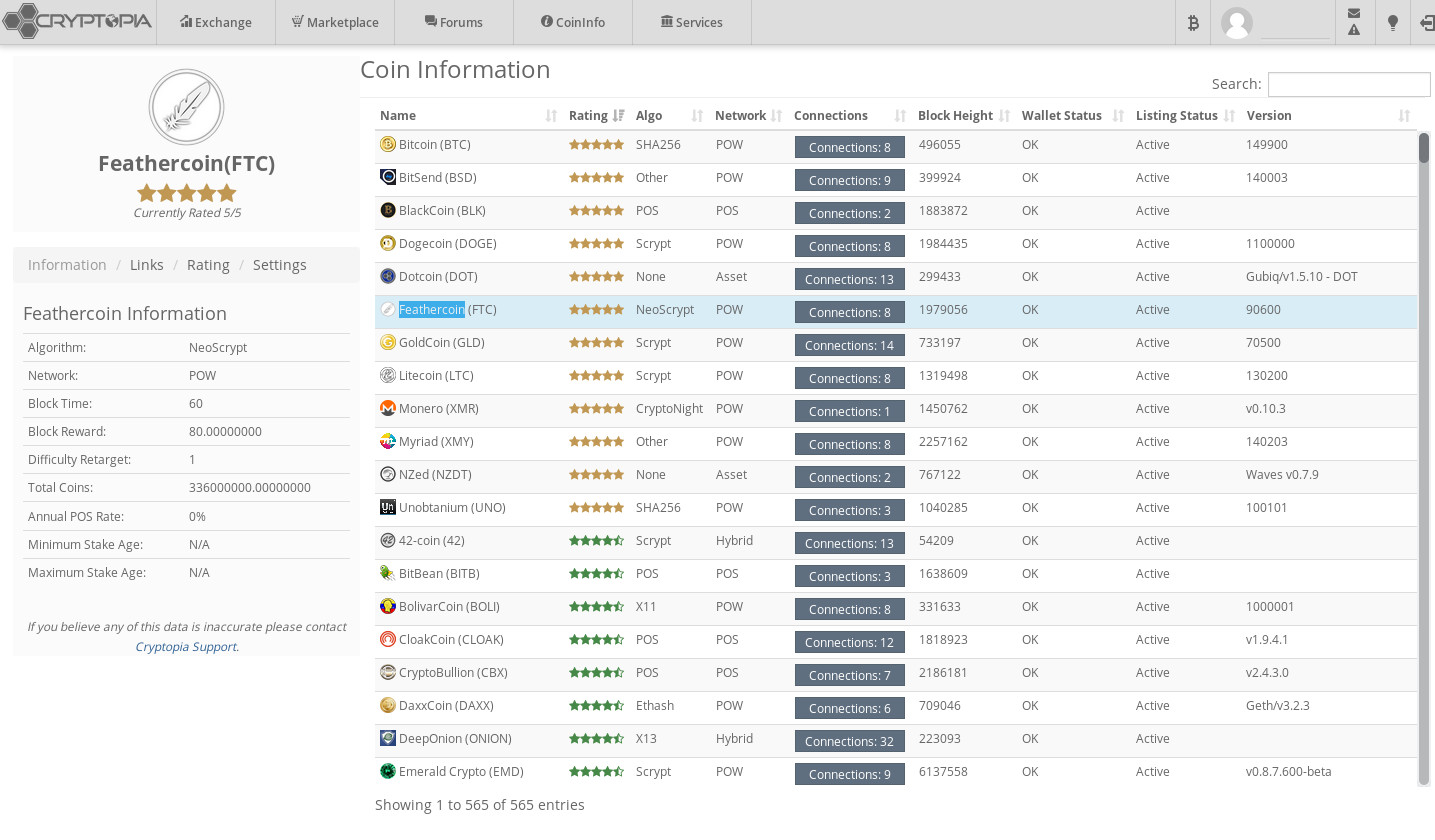 CRYPTOPIA Exchange Marketplace Forums CoinInfo Services
Feathercoin(FTC)
Currently Rated 5/5
Information / Links / Rating / Settings
Feathercoin Information
Algorithm: NeoScrypt
Network: POW
Block Time: 60
Block Reward: 80.00000000
Difficulty Retarget: 1
Total Coins: 336000000.00000000
Annual POS Rate: 0%
Minimum Stake Age: N/A
Maximum Stake Age: N/A
If you believe any of this data is inaccurate please contact
Cryptopia Support.
Coin Information
Search:
Name Rating Algo Network Connections Block Height Wallet Status Listing Status Version
Bitcoin (BTC) SHA256 POW Connections: 8 496055 OK Active 149900
BitSend (BSD) Other POW Connections: 9 399924 OK Active 140003
BlackCoin (BLK) POS POS Connections: 2 1883872 OK Active
Dogecoin (DOGE) Scrypt POW Connections: 8 1984435 OK Active 1100000
Dotcoin (DOT) None Asset Connections: 13 299433 OK Active Gubiq/v1.5.10 - DOT
Feathercoin (FTC) NeoScrypt POW Connections: 8 1979056 OK Active 90600
GoldCoin (GLD) Scrypt POW Connections: 14 733197 OK Active 70500
Litecoin (LTC) Scrypt POW Connections: 8 1319498 OK Active 130200
Monero (XMR) CryptoNight POW Connections: 1 1450762 OK Active v0.10.3
Myriad (XMY) Other POW Connections: 8 2257162 OK Active 140203
NZed (NZDT) None Asset Connections: 2 767122 OK Active Waves v0.7.9
Unobtanium (UNO) SHA256 POW Connections: 3 1040285 OK Active 100101
42-coin (42) Scrypt Hybrid Connections: 13 54209 OK Active
BitBean (BITB) POS POS Connections: 3 1638609 OK Active
BolivarCoin (BOLI) X11 POW Connections: 8 331633 OK Active 1000001
CloakCoin (CLOAK) POS POS Connections: 12 1818923 OK Active v1.9.4.1
CryptoBullion (CBX) POS POS Connections: 7 2186181 OK Active v2.4.3.0
DaxxCoin (DAXX) Ethash POW Connections: 6 709046 OK Active Geth/v3.2.3
DeepOnion (ONION) X13 Hybrid Connections: 32 223093 OK Active
Emerald Crypto (EMD) Scrypt POW Connections: 9 6137558 OK Active v0.8.7.600-beta
Showing 1 to 565 of 565 entries